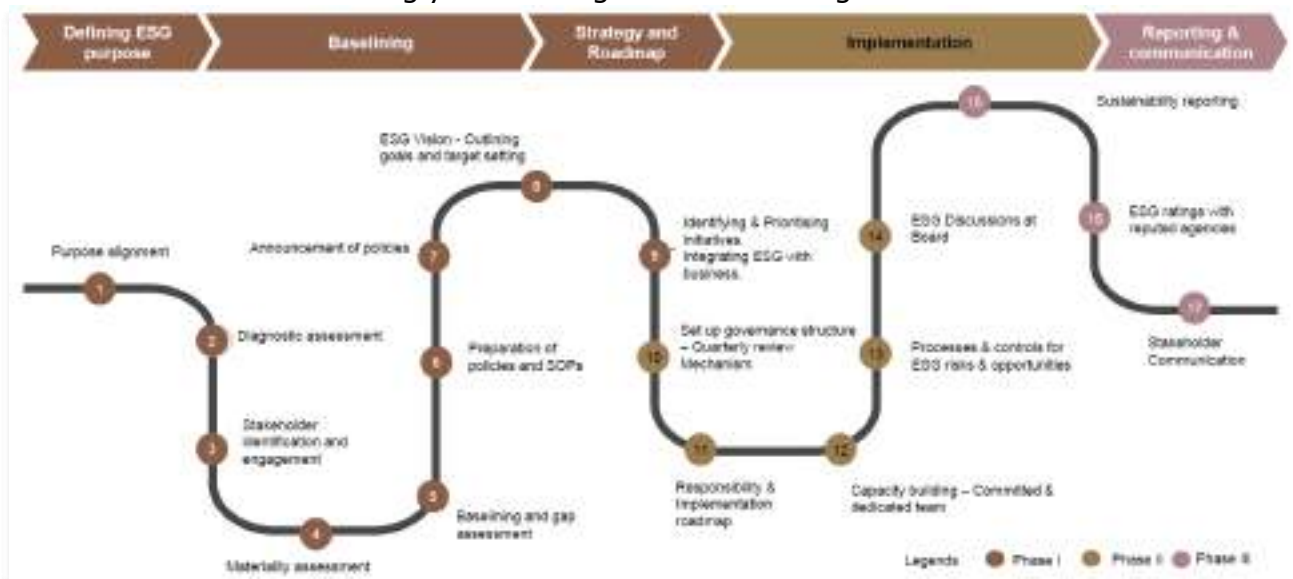 Defining ESG
purpose
Baselining
Strategy and
Roadmap
Implementation
Reporting &
communication
Purpose alignment
1
2
Diagnostic assessment
3
Stakeholder
identification and
engagement
4
Materiality assessment
5
Baselining and gap
assessment
6
Preparation of
policies and SOPs
7
Announcement of policies
8
ESG Vision - Outlining
goals and target setting
9
Identifying & Prioritising
initiatives.
Integrating ESG with
business.
10
Set up governance structure
– Quarterly review
Mechanism
11
Responsibility &
Implementation
roadmap
12
Capacity building – Committed &
dedicated team
13
Processes & controls for
ESG risks & opportunities
14
ESG Discussions at
Board
Sustainability reporting
ESG ratings with
reputed agencies
17
Stakeholder
Communication
Legends
Phase I
Phase II
Phase III